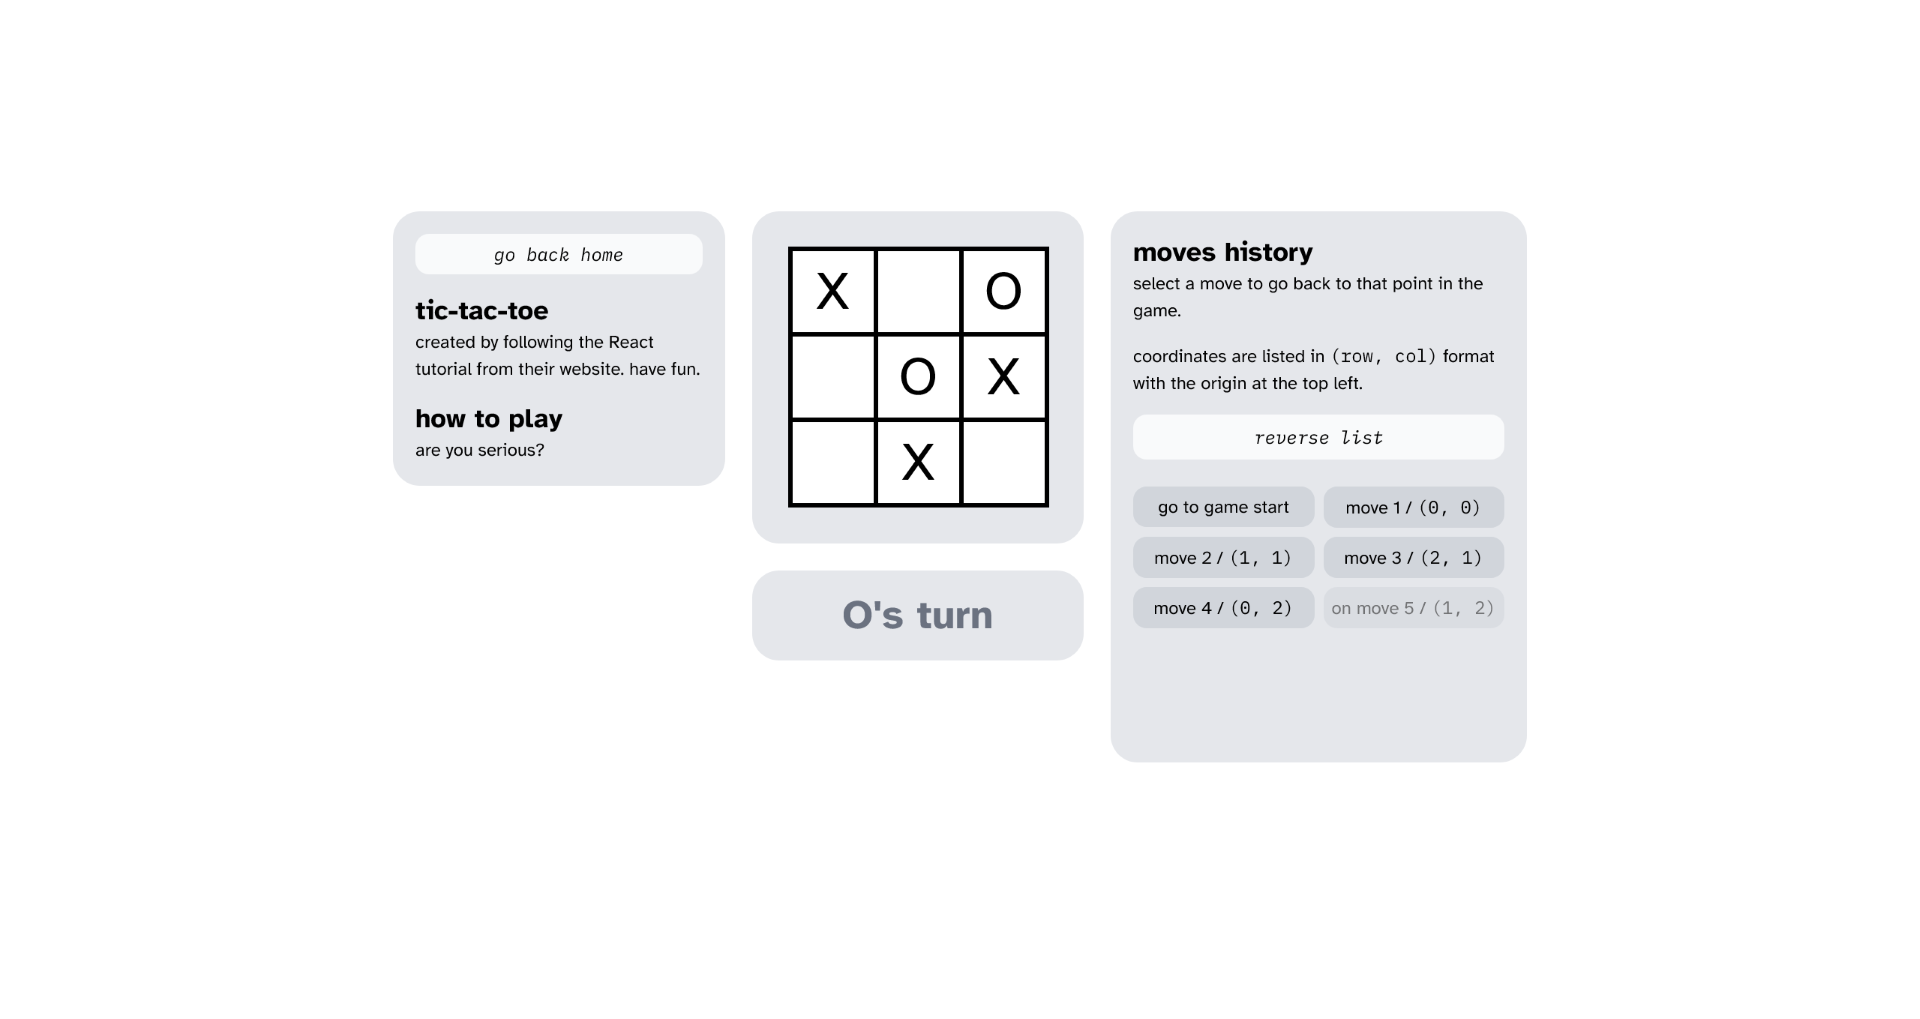 go back home
tic-tac-toe
created by following the React
tutorial from their website. have fun.
how to play
are you serious?
X O
O X
X
O's turn
moves history
select a move to go back to that point in the
game.
coordinates are listed in (row, col) format
with the origin at the top left.
reverse list
go to game start
move 1 / (0, 0)
move 2 / (1, 1)
move 3 / (2, 1)
move 4 / (0, 2)
on move 5 / (1, 2)